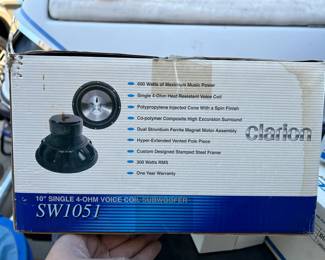 600 Watts of Maximum Music Power
Single 4-Ohm Heat Resistant Voice Coil
Polypropylene Injected Cone With a Spin Finish
Co-polymer Composite High Excursion Surround
Dual Strontium Ferrite Magnet Motor Assembly
Hyper-Extended Vented Pole Piece
Custom Designed Stamped Steel Frame
300 Watts RMS
One Year Warranty
clarion
10" SINGLE 4-OHM VOICE COIL SUBWOOFER
SW1051